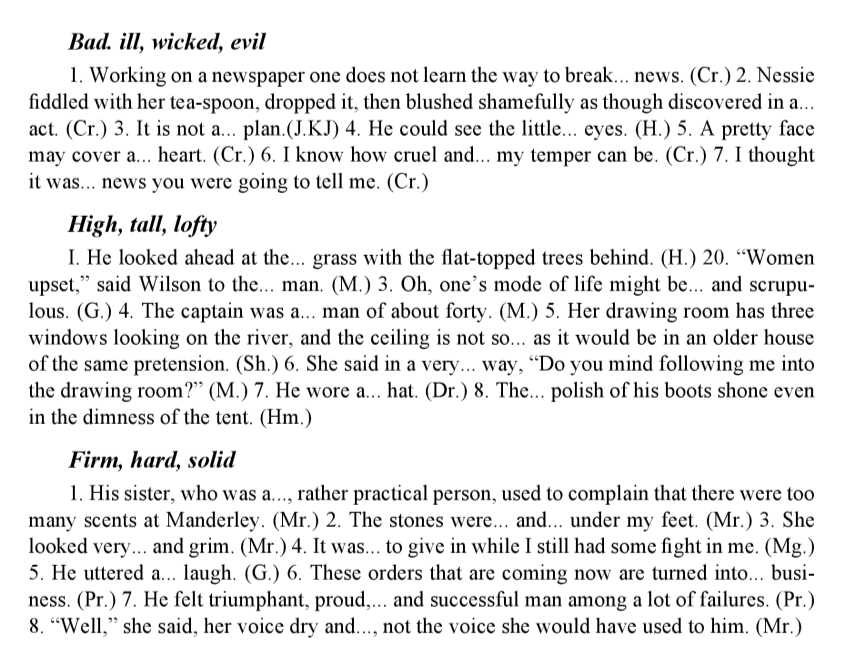 Bad. ill, wicked, evil
1. Working on a newspaper one does not learn the way to break... news. (Cr.) 2. Nessie
fiddled with her tea-spoon, dropped it, then blushed shamefully as though discovered in a...
act. (Cr.) 3. It is not a... plan.(J.KJ) 4. He could see the little... eyes. (H.) 5. A pretty face
may cover a... heart. (Cr.) 6. I know how cruel and... my temper can be. (Cr.) 7. I thought
it was... news you were going to tell me. (Cr.)
High, tall, lofty
I. He looked ahead at the... grass with the flat-topped trees behind. (H.) 20. “Women
upset,” said Wilson to the... man. (M.) 3. Oh, one’s mode of life might be... and scrupu-
lous. (G.) 4. The captain was a... man of about forty. (M.) 5. Her drawing room has three
windows looking on the river, and the ceiling is not so... as it would be in an older house
of the same pretension. (Sh.) 6. She said in a very... way, “Do you mind following me into
the drawing room?” (M.) 7. He wore a... hat. (Dr.) 8. The... polish of his boots shone even
in the dimness of the tent. (Hm.)
Firm, hard, solid
1. His sister, who was a..., rather practical person, used to complain that there were too
many scents at Manderley. (Mr.) 2. The stones were... and... under my feet. (Mr.) 3. She
looked very... and grim. (Mr.) 4. It was... to give in while I still had some fight in me. (Mg.)
5. He uttered a... laugh. (G.) 6. These orders that are coming now are turned into... busi-
ness. (Pr.) 7. He felt triumphant, proud,... and successful man among a lot of failures. (Pr.)
8. “Well,” she said, her voice dry and..., not the voice she would have used to him. (Mr.)